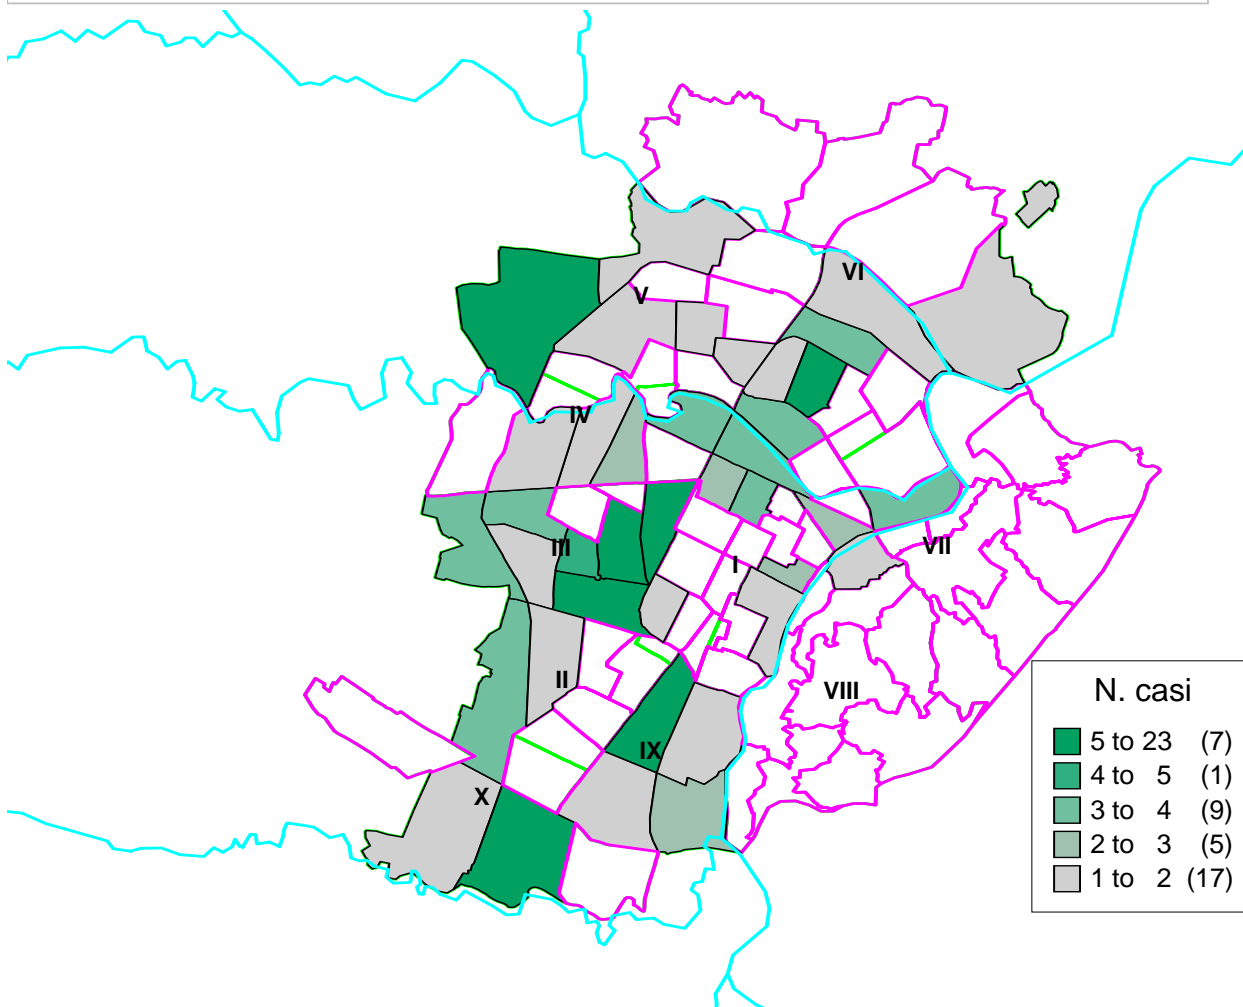 VI
V
IV
III
VII
I
II
VIII
IX
X
N. casi
5 to 23 (7)
4 to 5 (1)
3 to 4 (9)
2 to 3 (5)
1 to 2 (17)